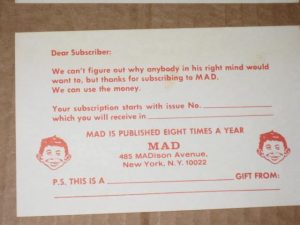 Dear Subscriber:
We can't figure out why anybody in his right mind would
want to, but thanks for subscribing to MAD.
We can use the money.
Your subscription starts with issue No.
which you will receive in
MAD IS PUBLISHED EIGHT TIMES A YEAR
MAD
485 MADison Avenue,
New York, N.Y. 10022
P.S. THIS IS A GIFT FROM: